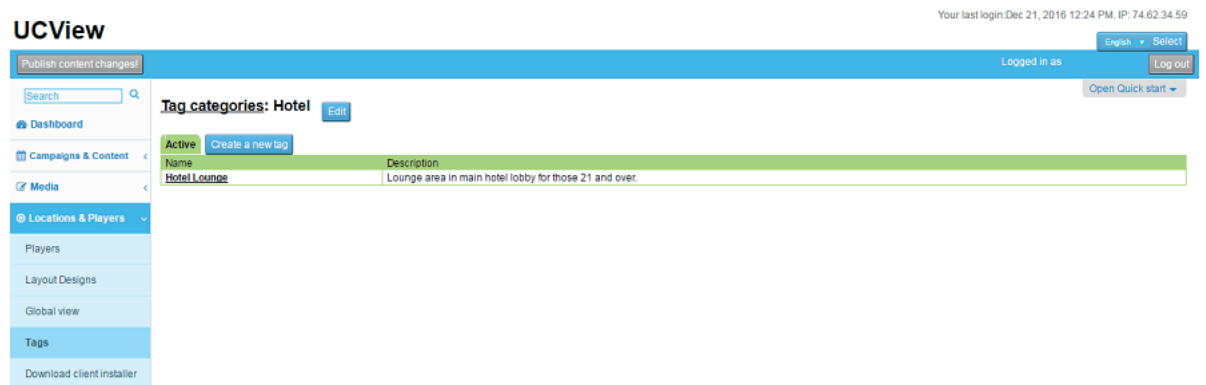 Your last login:Dec 21, 2016 12:24 PM. IP: 74.62.34.59
UCView
English Select
Publish content changes!
Logged in as
Log out
Open Quick start
Search
Tag categories: Hotel
Edit
Dashboard
Active
Create a new tag
Campaigns & Content
Name
Description
Hotel Lounge
Lounge area in main hotel lobby for those 21 and over.
Media
Locations & Players
Players
Layout Designs
Global view
Tags
Download client installer